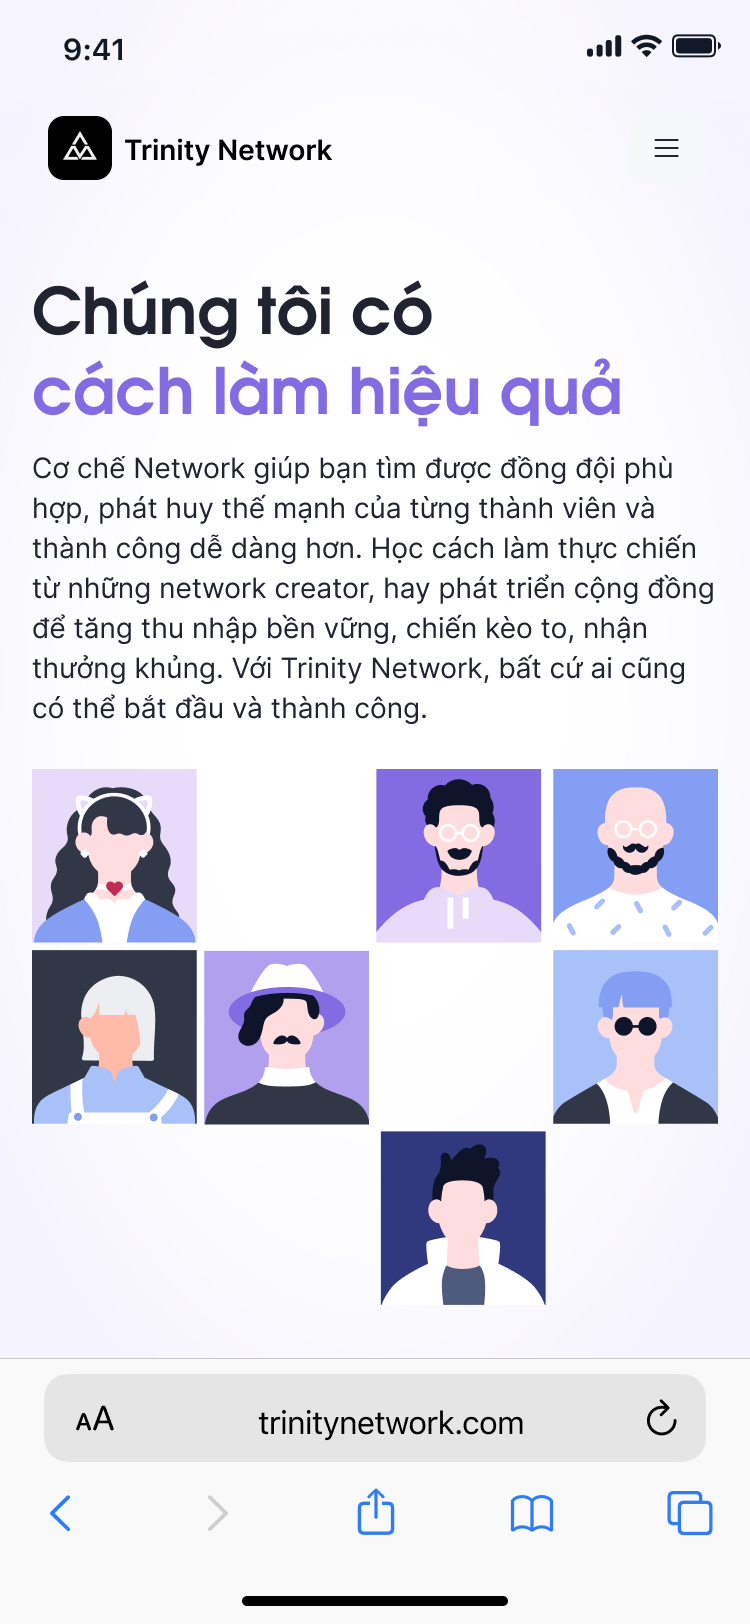 9:41
Trinity Network
Chúng tôi có
cách làm hiệu quả
Cơ chế Network giúp bạn tìm được đồng đội phù
hợp, phát huy thế mạnh của từng thành viên và
thành công dễ dàng hơn. Học cách làm thực chiến
từ những network creator, hay phát triển cộng đồng
để tăng thu nhập bền vững, chiến kèo to, nhận
thưởng khủng. Với Trinity Network, bất cứ ai cũng
có thể bắt đầu và thành công.
AA
trinitynetwork.com